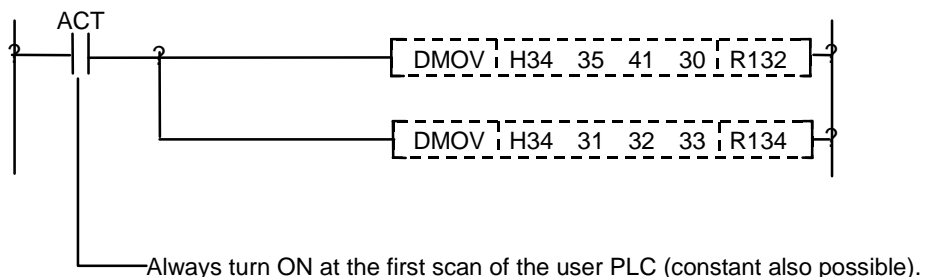 ACT
DMOV H34 35 41 30 R132
DMOV H34 31 32 33 R134
Always turn ON at the first scan of the user PLC (constant also possible).